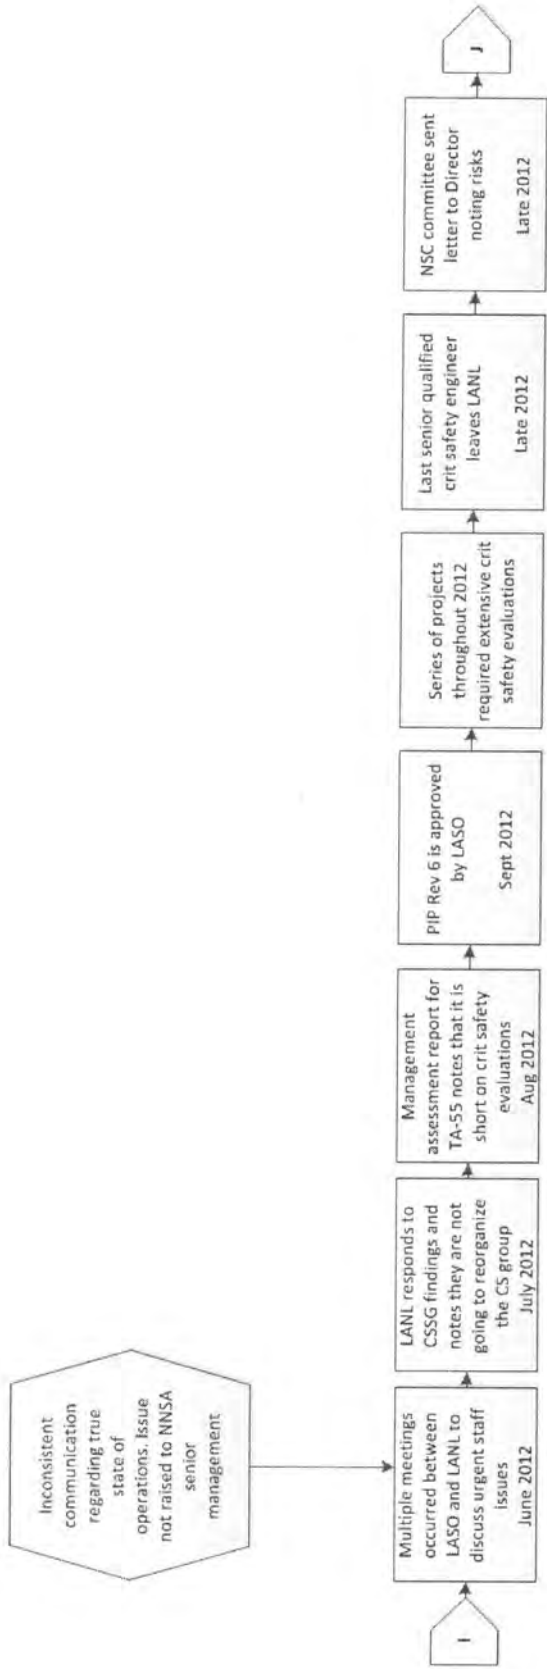 Inconsistent
communication
regarding true
state of
operations. Issue
not raised to NNSA
senior
management
I
Multiple meetings
occurred between
LASO and LANL to
discuss urgent staff
issues
June 2012
LANL responds to
CSSG findings and
notes they are not
going to reorganize
the CS group
July 2012
Management
assessment report for
TA-55 notes that it is
short on crit safety
evaluations
Aug 2012
PIP Rev 6 is approved
by LASO
Sept 2012
Series of projects
throughout 2012
required extensive crit
safety evaluations
Last senior qualified
crit safety engineer
leaves LANL
Late 2012
NSC committee sent
letter to Director
noting risks
Late 2012
J